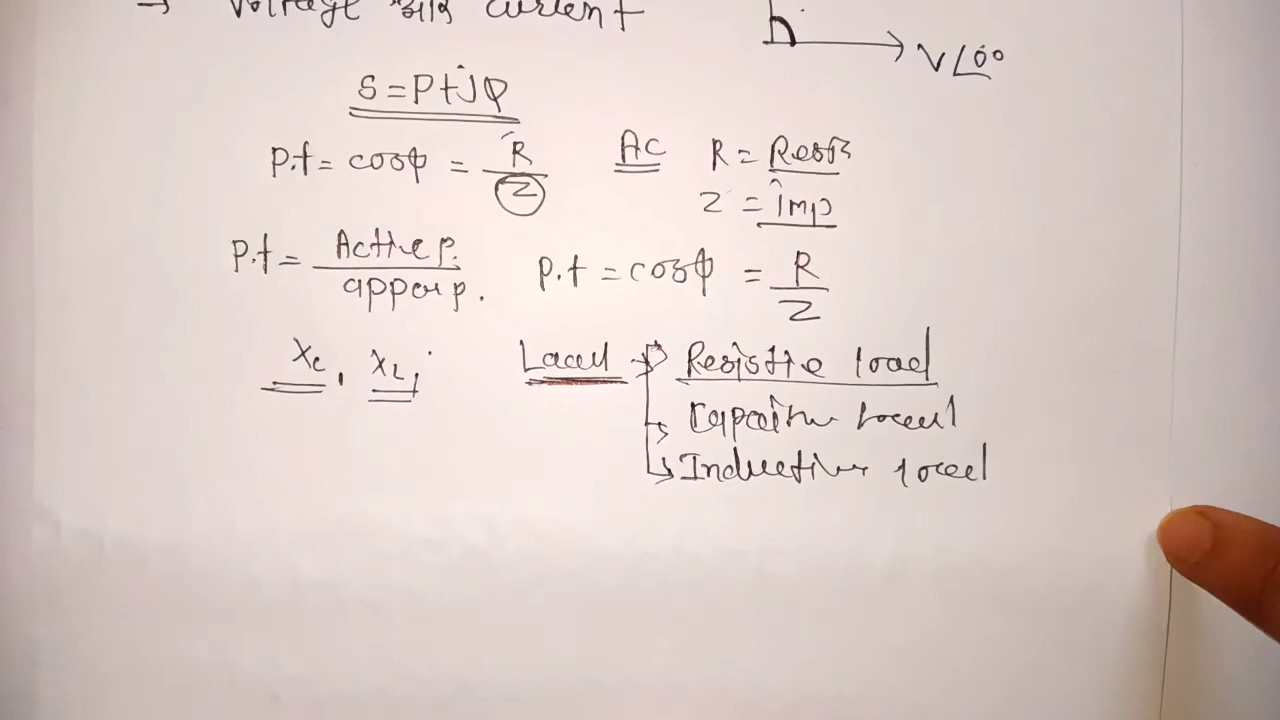 → Voltage और current
V∠0°
S = P + jQ
P.f = cosφ = R/Z AC R = Resis
Z = Imp
P.f = Active p. / appar p. P.f = cosφ = R/Z
Xc, XL, Load → Resistive load
→ Capacitive load
→ Inductive load